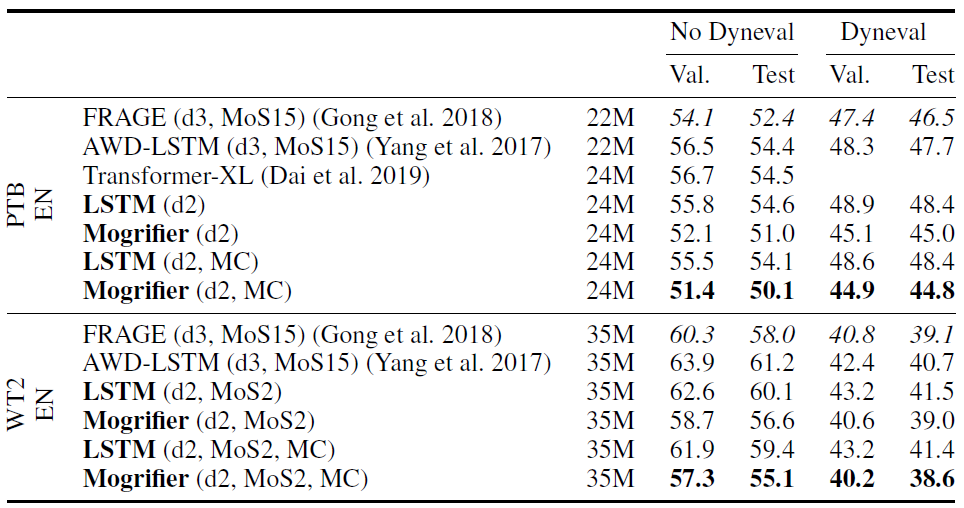 No Dyneval Dyneval
Val. Test Val. Test
PTB
EN
FRAGE (d3, MoS15) (Gong et al. 2018) 22M 54.1 52.4 47.4 46.5
AWD-LSTM (d3, MoS15) (Yang et al. 2017) 22M 56.5 54.4 48.3 47.7
Transformer-XL (Dai et al. 2019) 24M 56.7 54.5
LSTM (d2) 24M 55.8 54.6 48.9 48.4
Mogrifier (d2) 24M 52.1 51.0 45.1 45.0
LSTM (d2, MC) 24M 55.5 54.1 48.6 48.4
Mogrifier (d2, MC) 24M 51.4 50.1 44.9 44.8
WT2
EN
FRAGE (d3, MoS15) (Gong et al. 2018) 35M 60.3 58.0 40.8 39.1
AWD-LSTM (d3, MoS15) (Yang et al. 2017) 35M 63.9 61.2 42.4 40.7
LSTM (d2, MoS2) 35M 62.6 60.1 43.2 41.5
Mogrifier (d2, MoS2) 35M 58.7 56.6 40.6 39.0
LSTM (d2, MoS2, MC) 35M 61.9 59.4 43.2 41.4
Mogrifier (d2, MoS2, MC) 35M 57.3 55.1 40.2 38.6